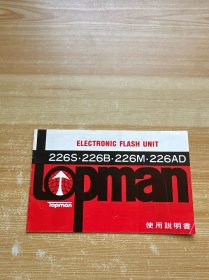 ELECTRONIC FLASH UNIT
226S·226B·226M·226AD
topman
Topman
使用説明書